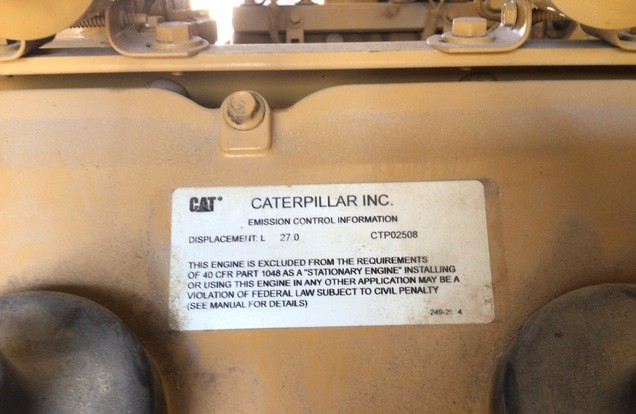 CAT® CATERPILLAR INC.
EMISSION CONTROL INFORMATION
DISPLACEMENT: L 27.0 CTP02508
THIS ENGINE IS EXCLUDED FROM THE REQUIREMENTS
OF 40 CFR PART 1048 AS A "STATIONARY ENGINE" INSTALLING
OR USING THIS ENGINE IN ANY OTHER APPLICATION MAY BE A
VIOLATION OF FEDERAL LAW SUBJECT TO CIVIL PENALTY
(SEE MANUAL FOR DETAILS)